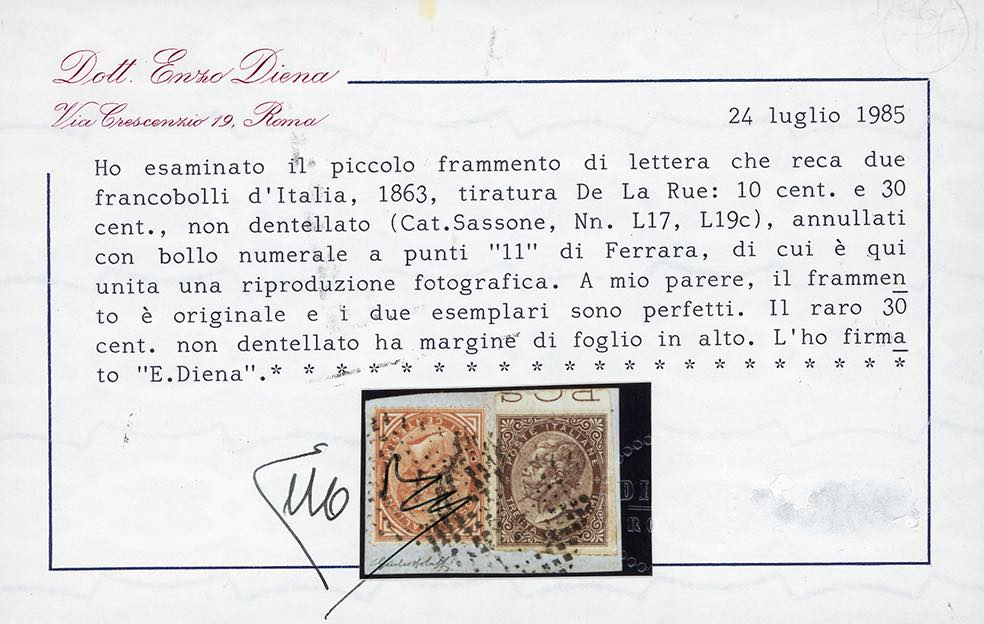 Dott. Enzo Diena
Via Crescenzio 19, Roma
24 luglio 1985
Ho esaminato il piccolo frammento di lettera che reca due
francobolli d'Italia, 1863, tiratura De La Rue: 10 cent. e 30
cent., non dentellato (Cat.Sassone, Nn. L17, L19c), annullati
con bollo numerale a punti "11" di Ferrara, di cui è qui
unita una riproduzione fotografica. A mio parere, il frammen
to è originale e i due esemplari sono perfetti. Il raro 30
cent. non dentellato ha margine di foglio in alto. L'ho firma
to "E.Diena".* * * * * * * * * * * * * * * * * * * *
POSTE ITALIANE